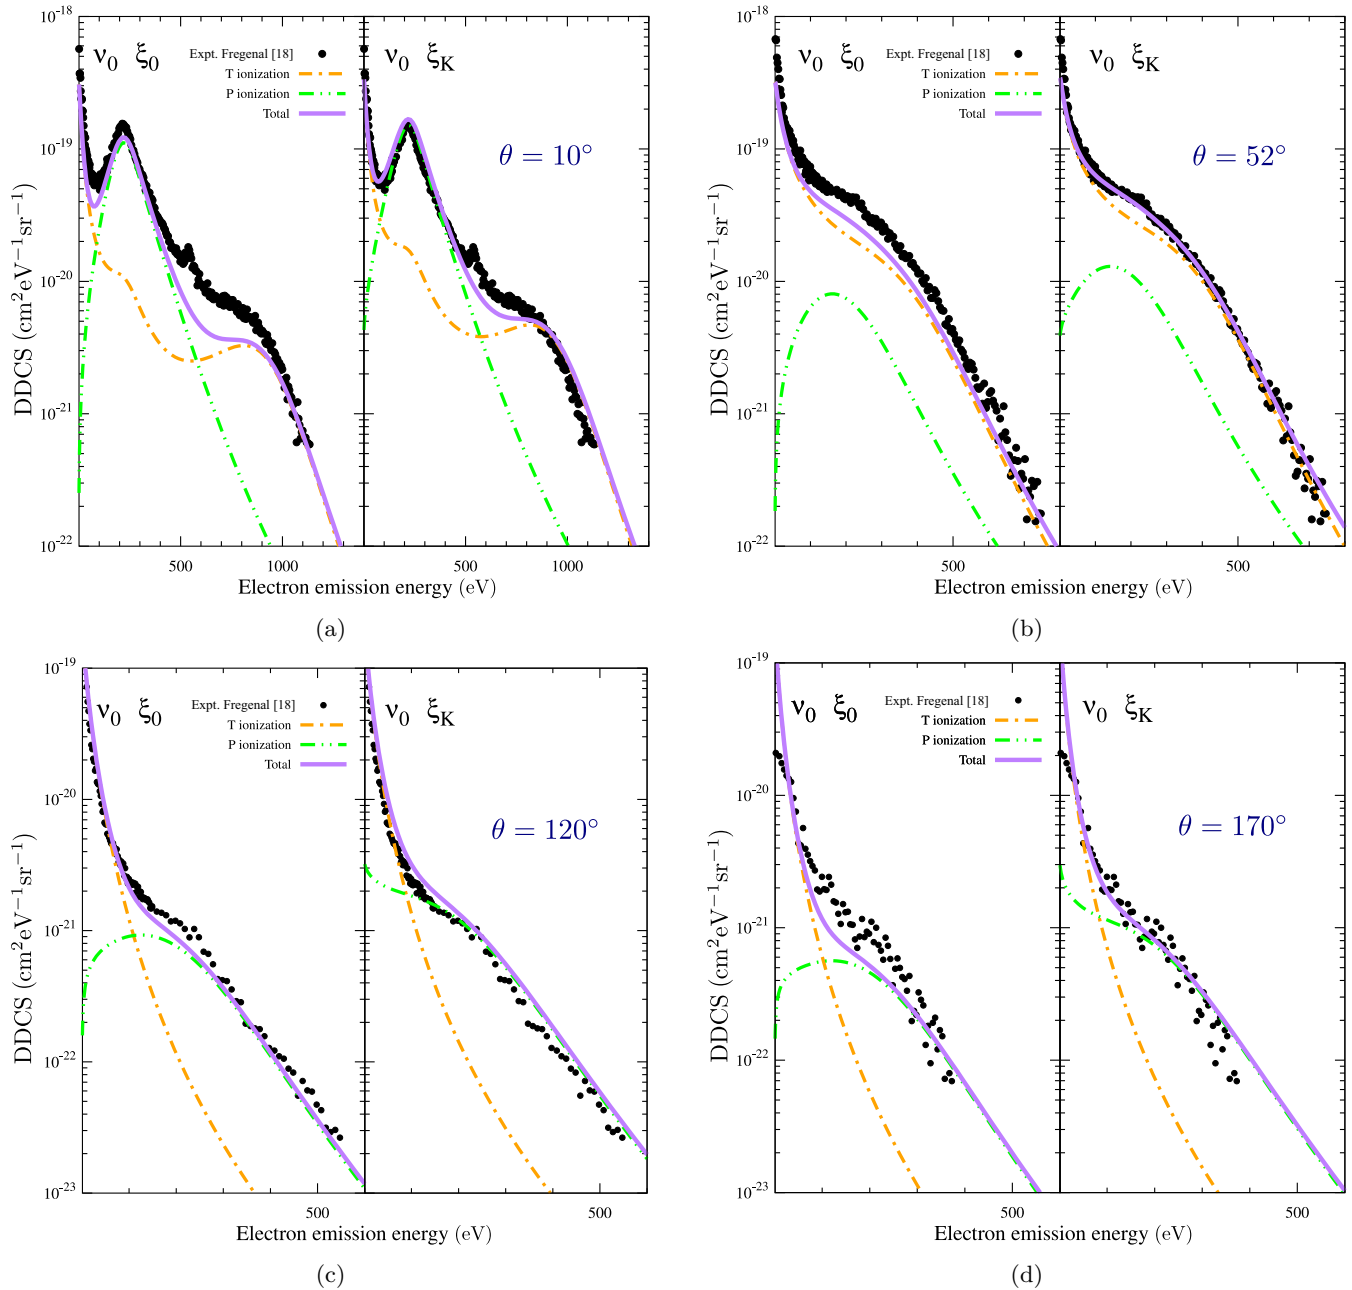 10⁻¹⁸
10⁻¹⁹
10⁻²⁰
10⁻²¹
10⁻²²
DDCS (cm²eV⁻¹sr⁻¹)
ν₀ ξ₀
Expt. Fregenal [18]
T ionization
P ionization
Total
ν₀ ξ_K
θ = 10°
500 1000 500 1000
Electron emission energy (eV)
(a)
10⁻¹⁸
10⁻¹⁹
10⁻²⁰
10⁻²¹
10⁻²²
DDCS (cm²eV⁻¹sr⁻¹)
ν₀ ξ₀
Expt. Fregenal [18]
T ionization
P ionization
Total
ν₀ ξ_K
θ = 52°
500 500
Electron emission energy (eV)
(b)
10⁻¹⁹
10⁻²⁰
10⁻²¹
10⁻²²
10⁻²³
DDCS (cm²eV⁻¹sr⁻¹)
ν₀ ξ₀
Expt. Fregenal [18]
T ionization
P ionization
Total
ν₀ ξ_K
θ = 120°
500 500
Electron emission energy (eV)
(c)
10⁻¹⁹
10⁻²⁰
10⁻²¹
10⁻²²
10⁻²³
DDCS (cm²eV⁻¹sr⁻¹)
ν₀ ξ₀
Expt. Fregenal [18]
T ionization
P ionization
Total
ν₀ ξ_K
θ = 170°
500 500
Electron emission energy (eV)
(d)